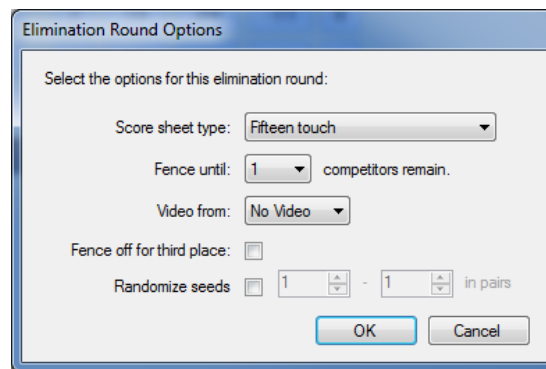 Elimination Round Options
Select the options for this elimination round:
Score sheet type: Fifteen touch
Fence until: 1 competitors remain.
Video from: No Video
Fence off for third place:
Randomize seeds 1 - 1 in pairs
OK Cancel